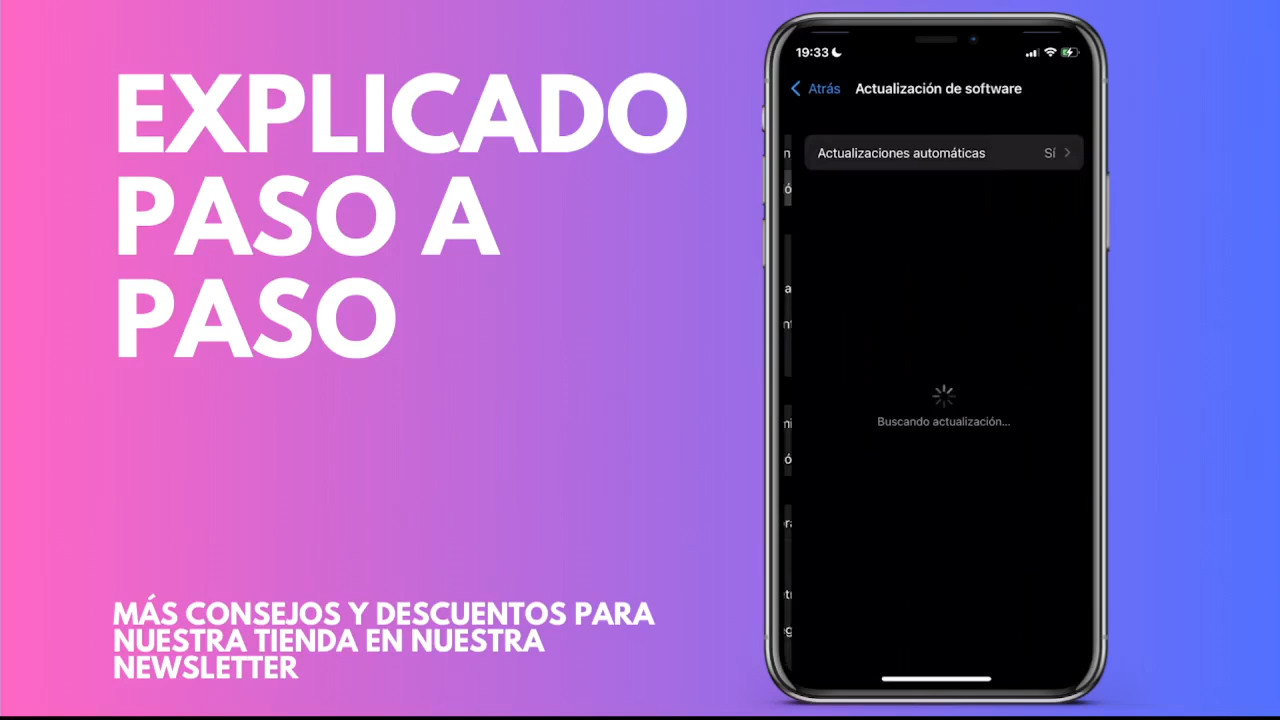 EXPLICADO
PASO A
PASO
MÁS CONSEJOS Y DESCUENTOS PARA
NUESTRA TIENDA EN NUESTRA
NEWSLETTER
19:33
Atrás
Actualización de software
Actualizaciones automáticas
Sí
Buscando actualización...